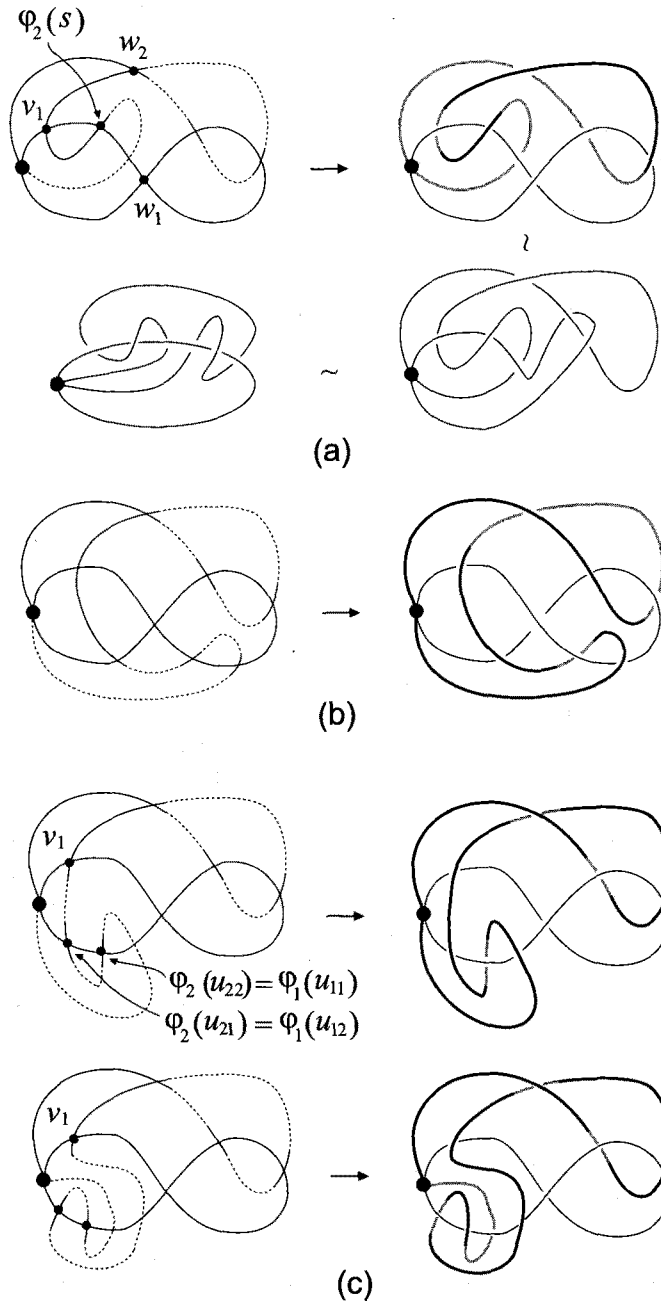 φ₂(s)
w₂
v₁
w₁
~
~
(a)
(b)
v₁
φ₂(u₂₂)=φ₁(u₁₁)
φ₂(u₂₁)=φ₁(u₁₂)
v₁
(c)